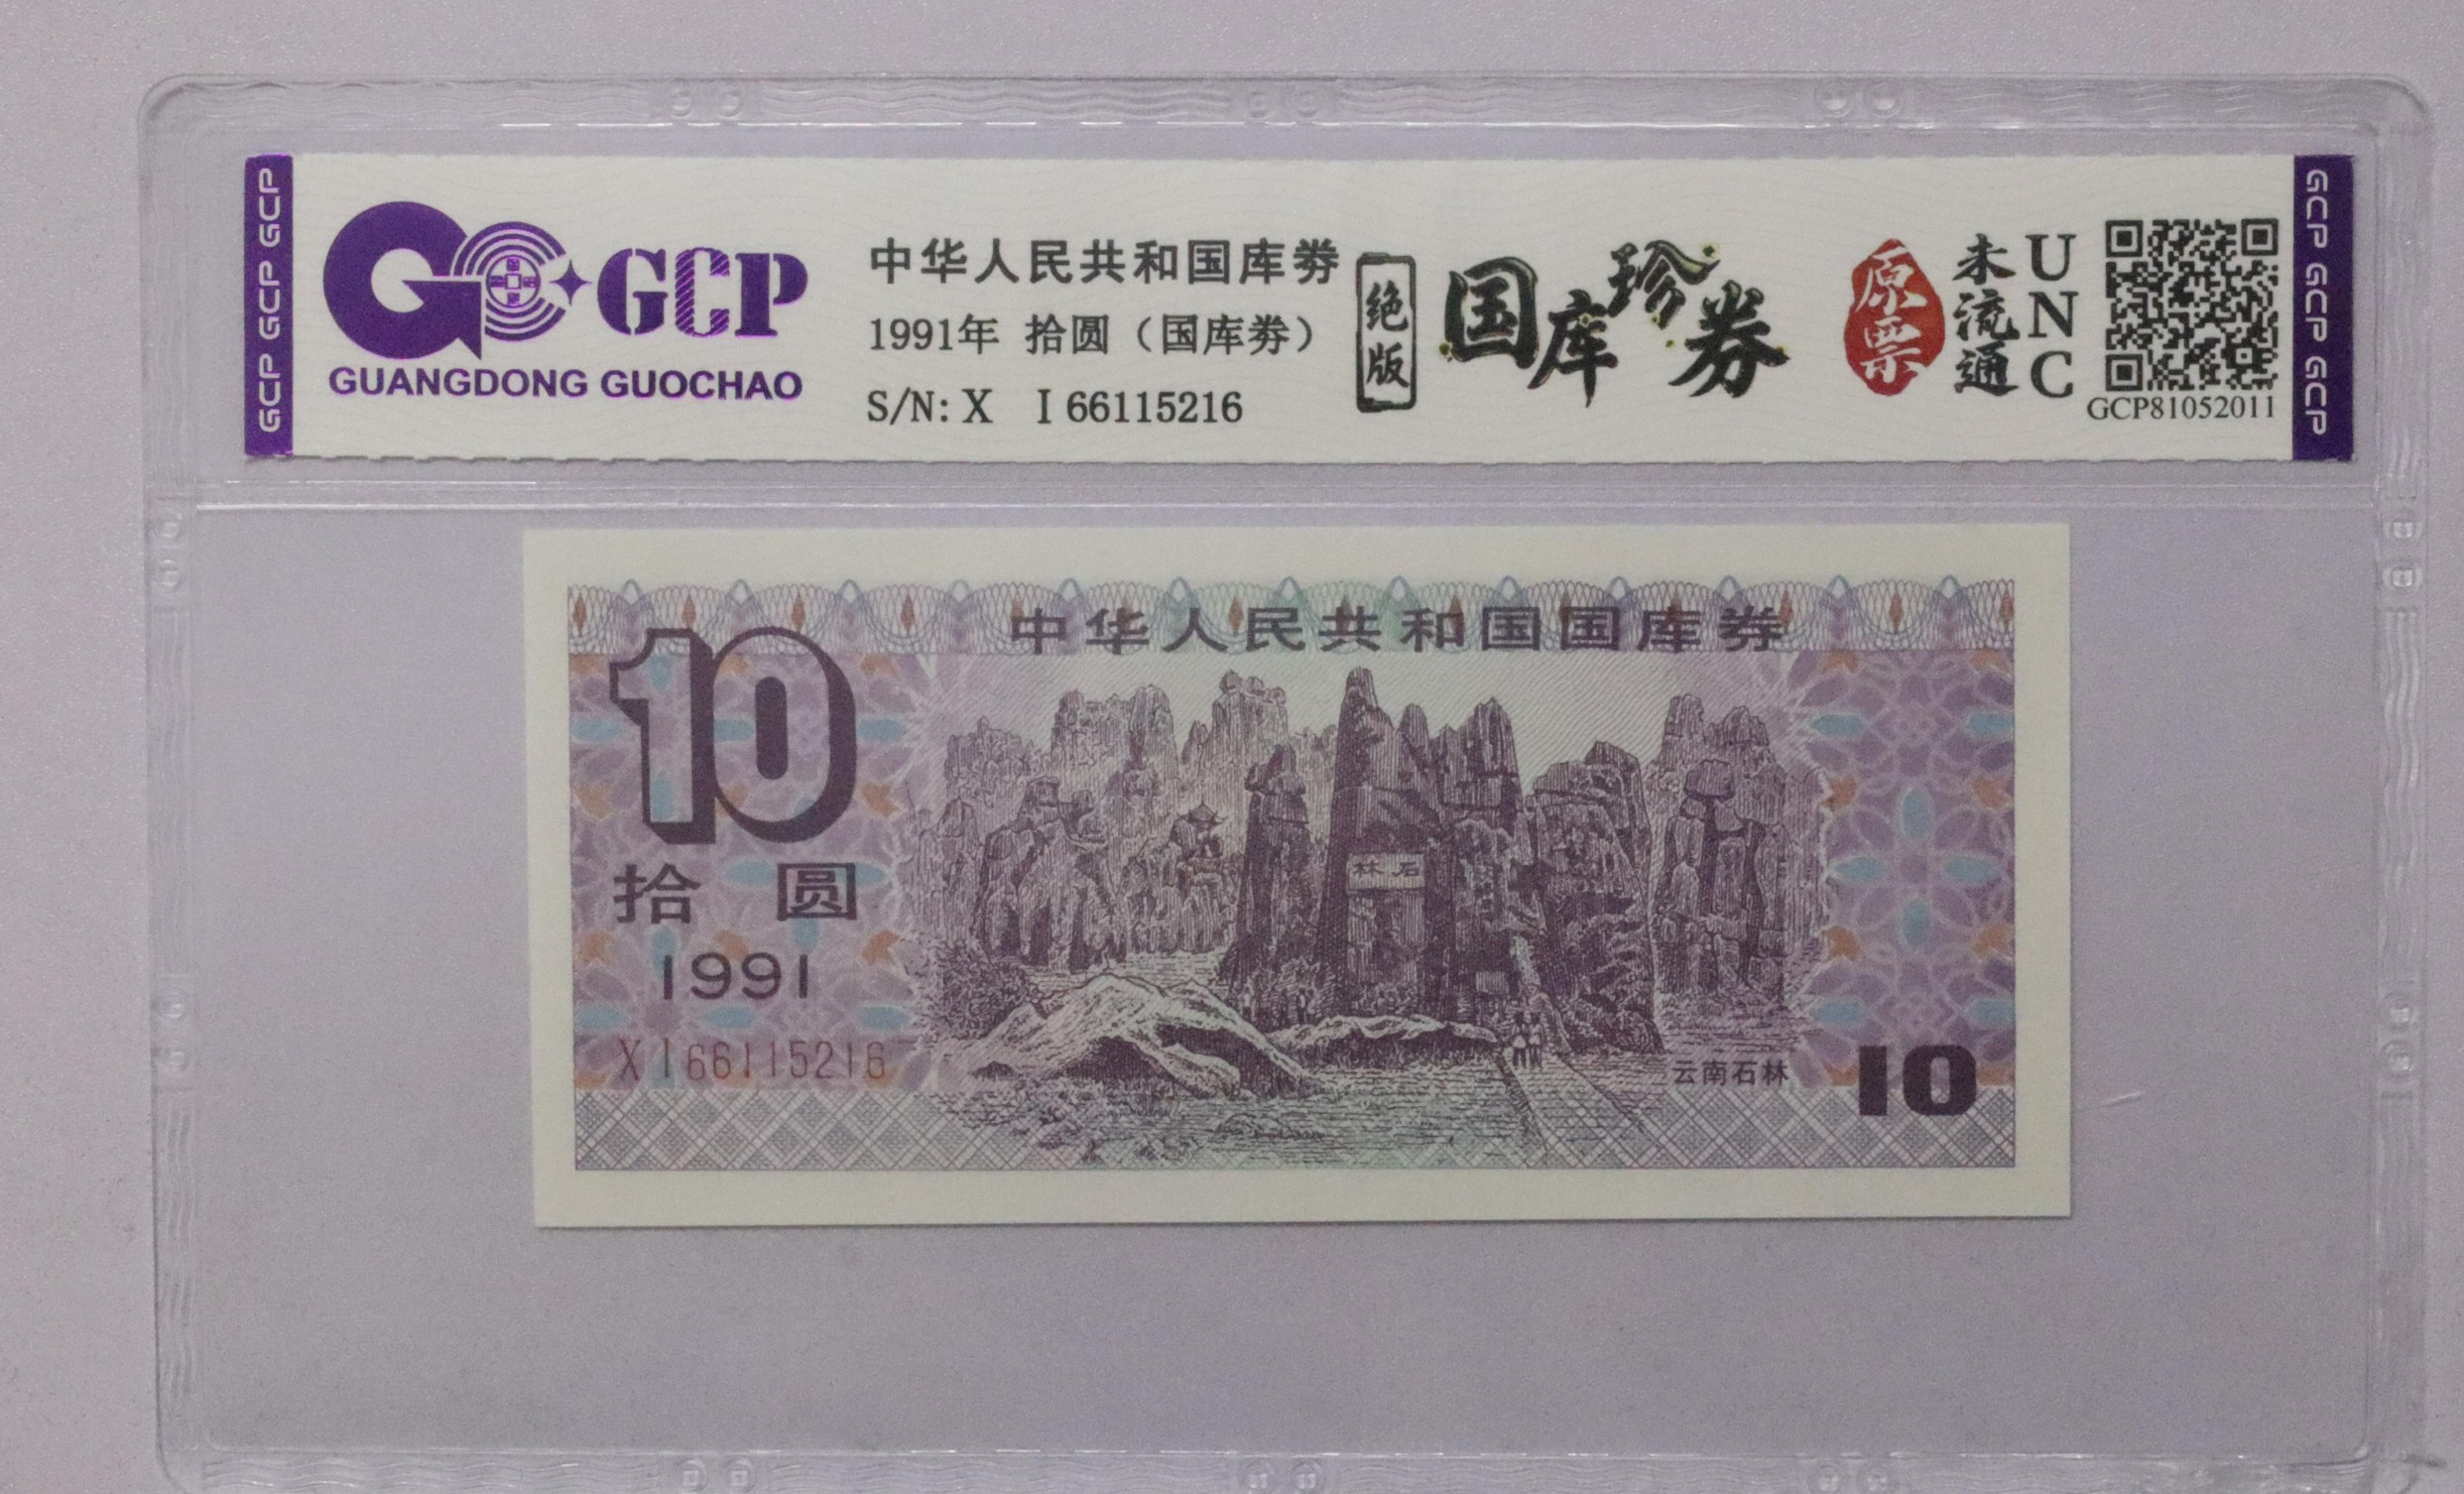 GCP GCP GCP
GCP
GUANGDONG GUOCHAO
中华人民共和国库券
1991年 拾圆（国库券）
S/N: X I 66115216
绝版
国库珍券
原票
未流通
UNC
GCP81052011
GCP GCP GCP
中华人民共和国国库券
10
拾圆
1991
XI66115216
林石
云南石林
10